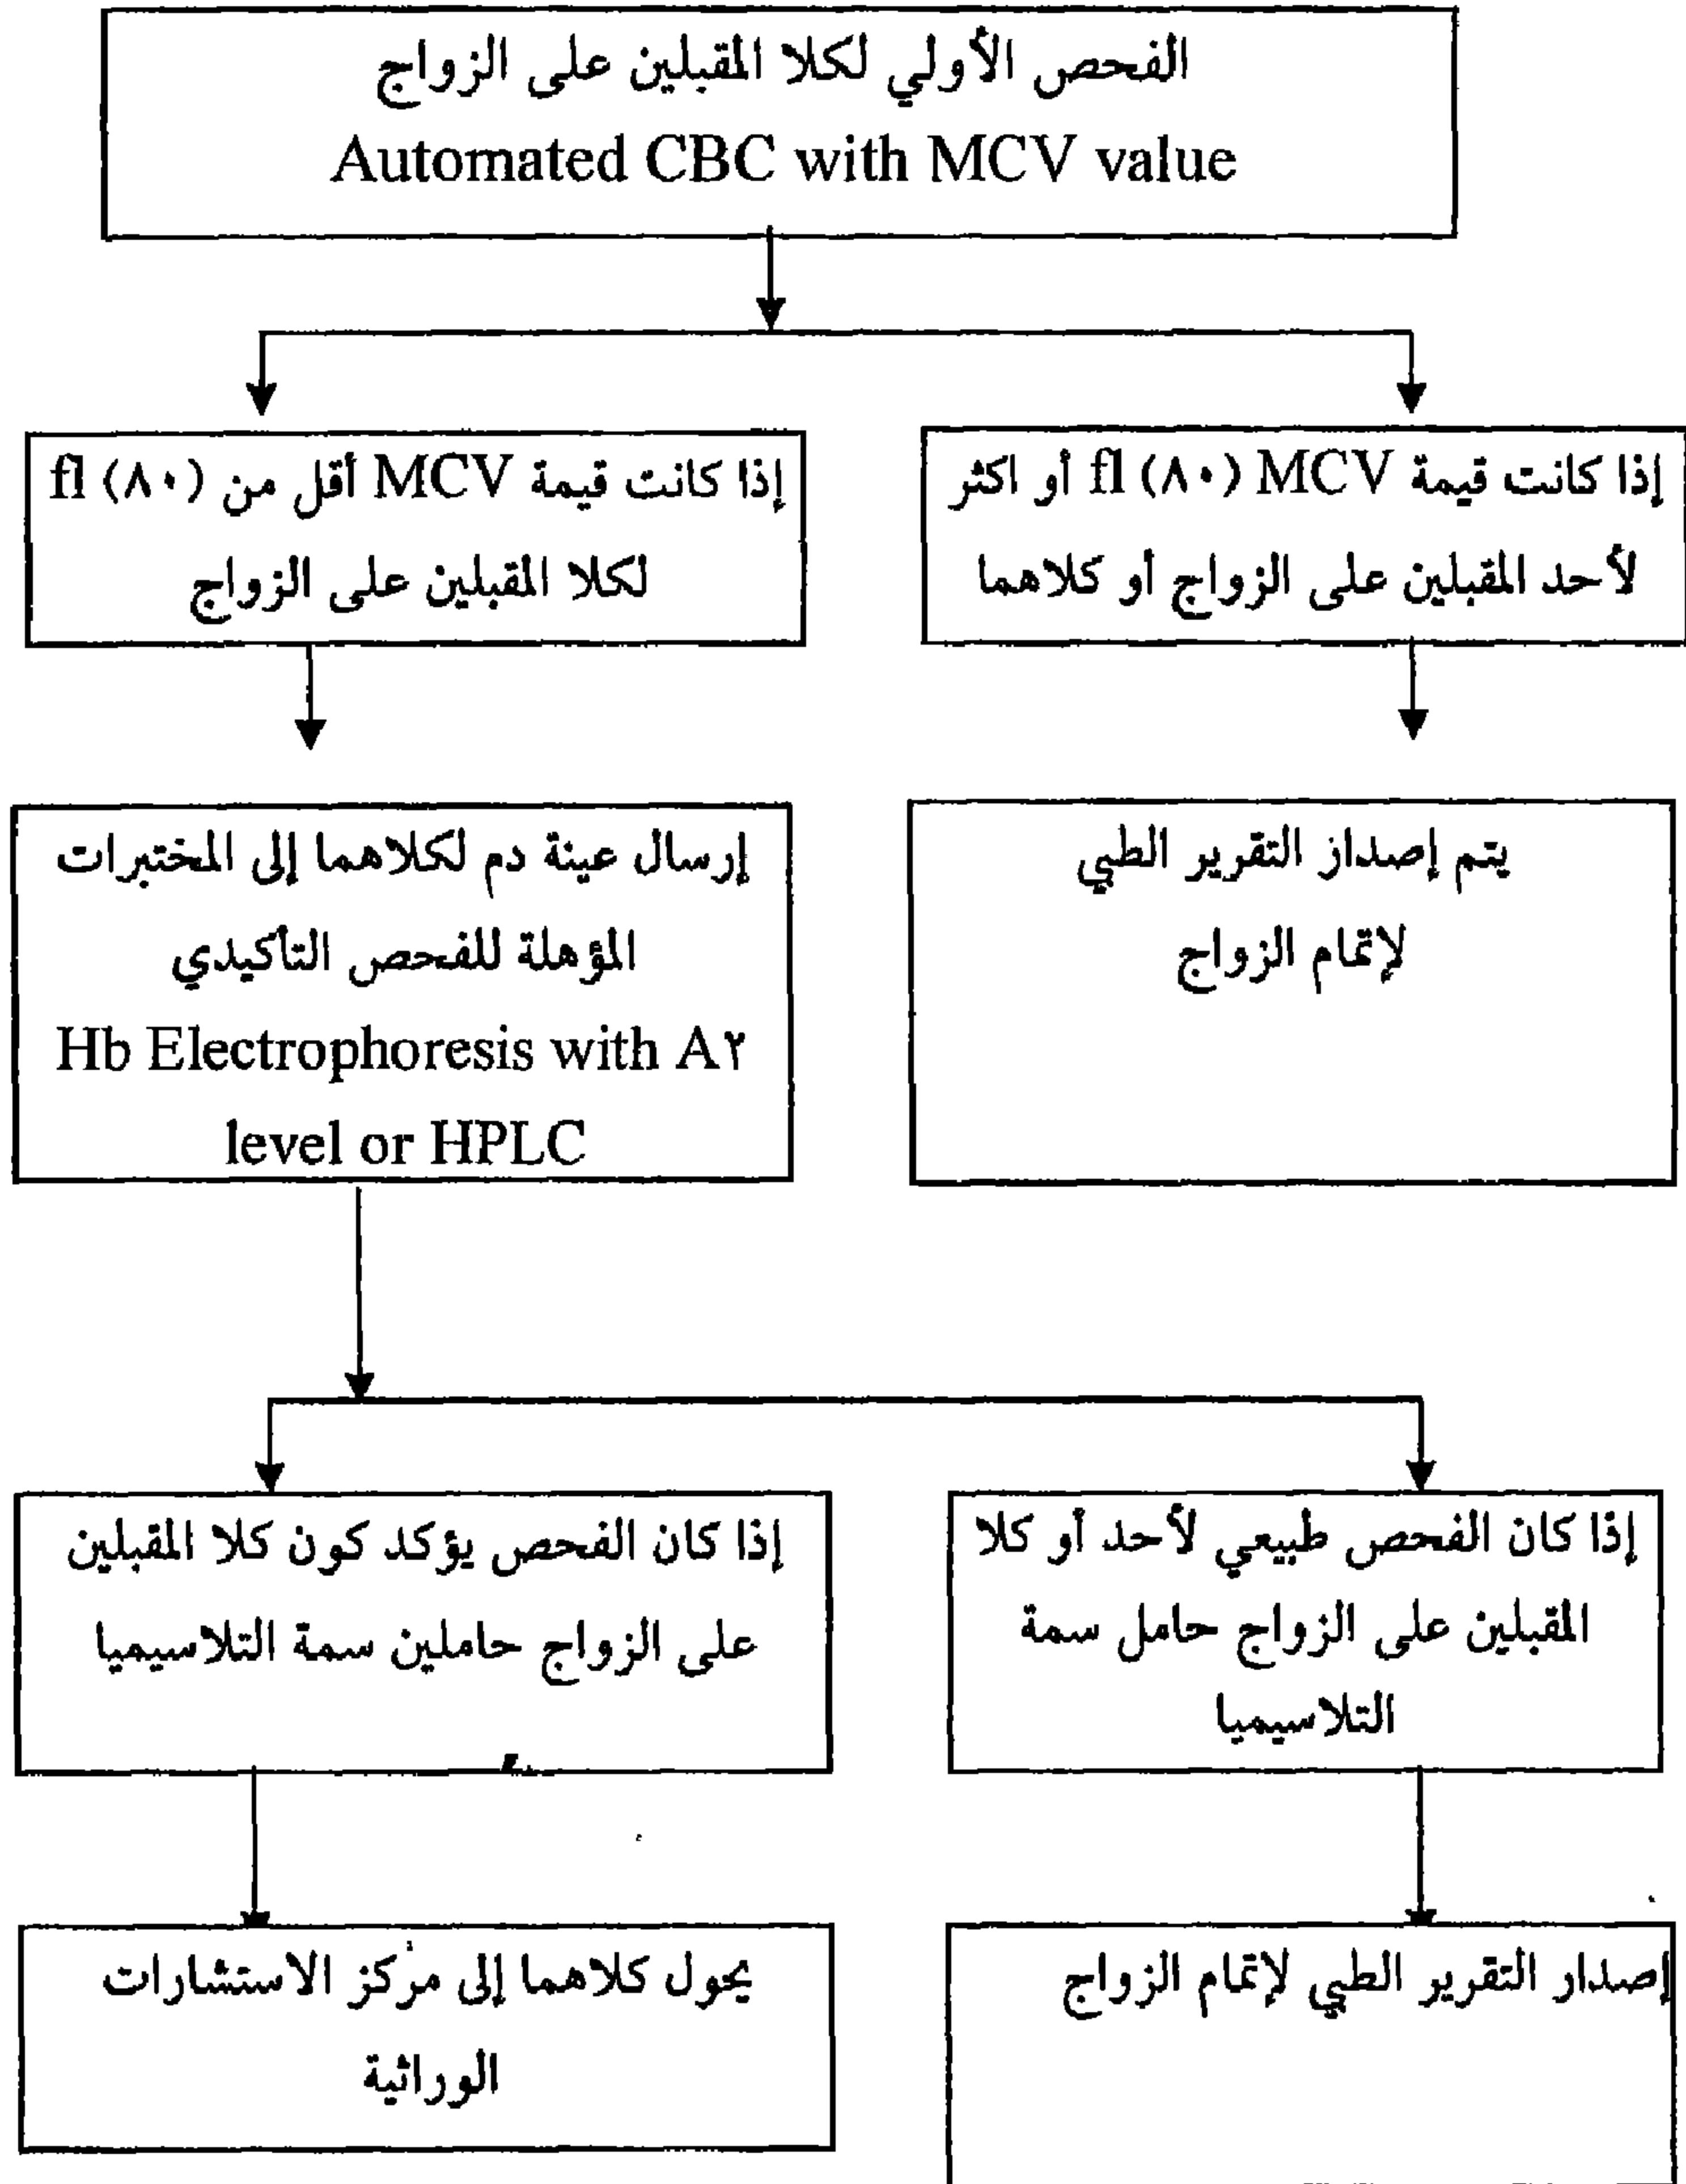 الفحص الأولي لكلا المقبلين على الزواج
Automated CBC with MCV value
إذا كانت قيمة MCV (٨٠) fl أو اكثر
لأحد المقبلين على الزواج أو كلاهما
إذا كانت قيمة MCV أقل من (٨٠) fl
لكلا المقبلين على الزواج
يتم إصداز التقرير الطبي
لإتمام الزواج
إرسال عينة دم لكلاهما إلى المختبرات
المؤهلة للفحص التأكيدي
Hb Electrophoresis with A٢
level or HPLC
إذا كان الفحص طبيعي لأحد أو كلا
المقبلين على الزواج حامل سمة
التلاسيميا
إذا كان الفحص يؤكد كون كلا المقبلين
على الزواج حاملين سمة التلاسيميا
إصدار التقرير الطبي لإتمام الزواج
يحول كلاهما إلى مركز الاستشارات
الوراثية